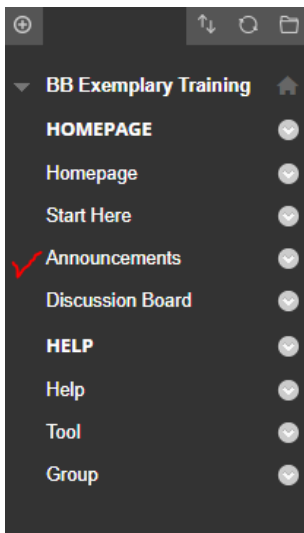 BB Exemplary Training
HOMEPAGE
Homepage
Start Here
Announcements
Discussion Board
HELP
Help
Tool
Group